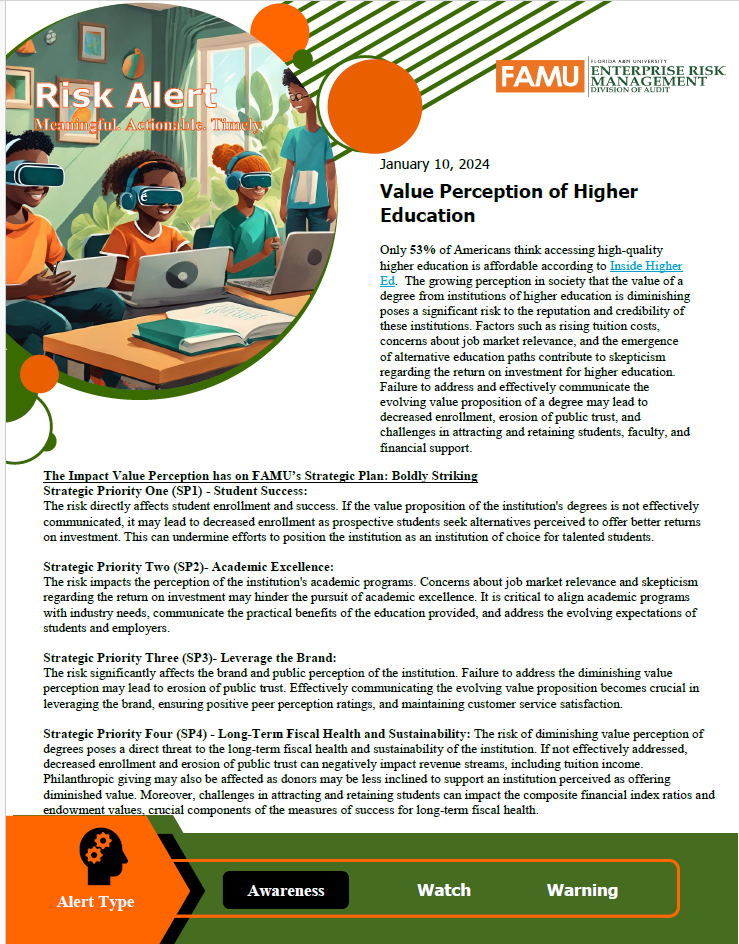 Risk Alert
Meaningful. Actionable. Timely.
FAMU
FLORIDA A&M UNIVERSITY
ENTERPRISE RISK
MANAGEMENT
DIVISION OF AUDIT
January 10, 2024
Value Perception of Higher
Education
Only 53% of Americans think accessing high-quality
higher education is affordable according to Inside Higher
Ed.  The growing perception in society that the value of a
degree from institutions of higher education is diminishing
poses a significant risk to the reputation and credibility of
these institutions. Factors such as rising tuition costs,
concerns about job market relevance, and the emergence
of alternative education paths contribute to skepticism
regarding the return on investment for higher education.
Failure to address and effectively communicate the
evolving value proposition of a degree may lead to
decreased enrollment, erosion of public trust, and
challenges in attracting and retaining students, faculty, and
financial support.
The Impact Value Perception has on FAMU's Strategic Plan: Boldly Striking
Strategic Priority One (SP1) - Student Success:
The risk directly affects student enrollment and success. If the value proposition of the institution's degrees is not effectively
communicated, it may lead to decreased enrollment as prospective students seek alternatives perceived to offer better returns
on investment. This can undermine efforts to position the institution as an institution of choice for talented students.
Strategic Priority Two (SP2)- Academic Excellence:
The risk impacts the perception of the institution's academic programs. Concerns about job market relevance and skepticism
regarding the return on investment may hinder the pursuit of academic excellence. It is critical to align academic programs
with industry needs, communicate the practical benefits of the education provided, and address the evolving expectations of
students and employers.
Strategic Priority Three (SP3)- Leverage the Brand:
The risk significantly affects the brand and public perception of the institution. Failure to address the diminishing value
perception may lead to erosion of public trust. Effectively communicating the evolving value proposition becomes crucial in
leveraging the brand, ensuring positive peer perception ratings, and maintaining customer service satisfaction.
Strategic Priority Four (SP4) - Long-Term Fiscal Health and Sustainability: The risk of diminishing value perception of
degrees poses a direct threat to the long-term fiscal health and sustainability of the institution. If not effectively addressed,
decreased enrollment and erosion of public trust can negatively impact revenue streams, including tuition income.
Philanthropic giving may also be affected as donors may be less inclined to support an institution perceived as offering
diminished value. Moreover, challenges in attracting and retaining students can impact the composite financial index ratios and
endowment values, crucial components of the measures of success for long-term fiscal health.
Alert Type
Awareness
Watch
Warning